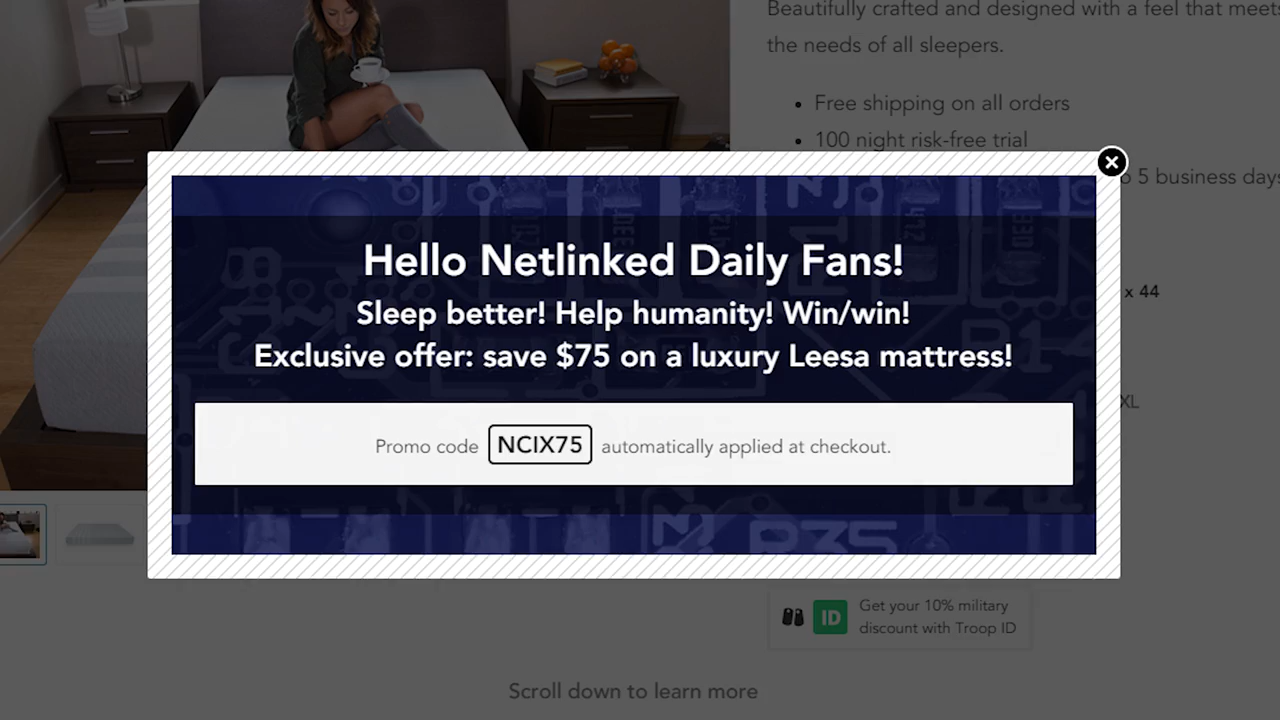 Beautifully crafted and designed with a feel that meets
the needs of all sleepers.
• Free shipping on all orders
• 100 night risk-free trial
5 business days
Hello Netlinked Daily Fans!
Sleep better! Help humanity! Win/win!
Exclusive offer: save $75 on a luxury Leesa mattress!
x 44
XL
Promo code NCIX75 automatically applied at checkout.
R35
ID
Get your 10% military
discount with Troop ID
Scroll down to learn more